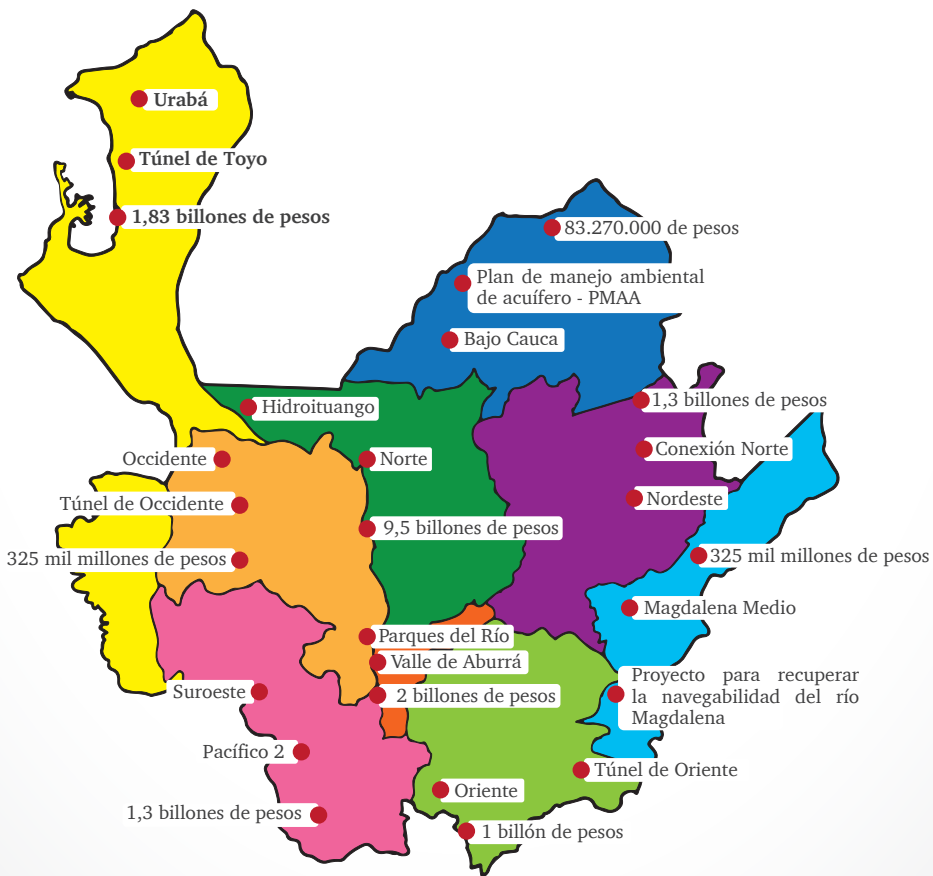 Urabá
Túnel de Toyo
1,83 billones de pesos
83.270.000 de pesos
Plan de manejo ambiental
de acuífero - PMAA
Bajo Cauca
Hidroituango
Norte
9,5 billones de pesos
1,3 billones de pesos
Conexión Norte
Nordeste
Occidente
Túnel de Occidente
325 mil millones de pesos
325 mil millones de pesos
Magdalena Medio
Proyecto para recuperar
la navegabilidad del río
Magdalena
Parques del Río
Valle de Aburrá
2 billones de pesos
Suroeste
Pacífico 2
1,3 billones de pesos
Túnel de Oriente
Oriente
1 billón de pesos